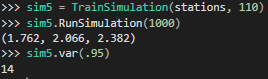 >>> sim5 = TrainSimulation(stations, 110)
>>> sim5.RunSimulation(1000)
(1.762, 2.066, 2.382)
>>> sim5.var(.95)
14